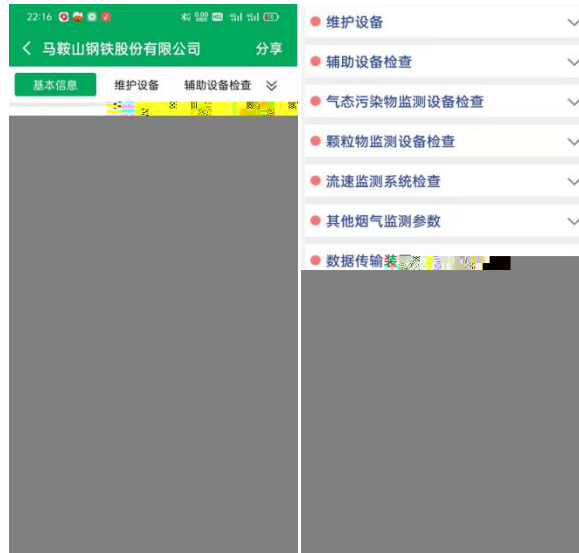 22:16
马鞍山钢铁股份有限公司 分享
基本信息 维护设备 辅助设备检查
维护设备
辅助设备检查
气态污染物监测设备检查
颗粒物监测设备检查
流速监测系统检查
其他烟气监测参数
数据传输装